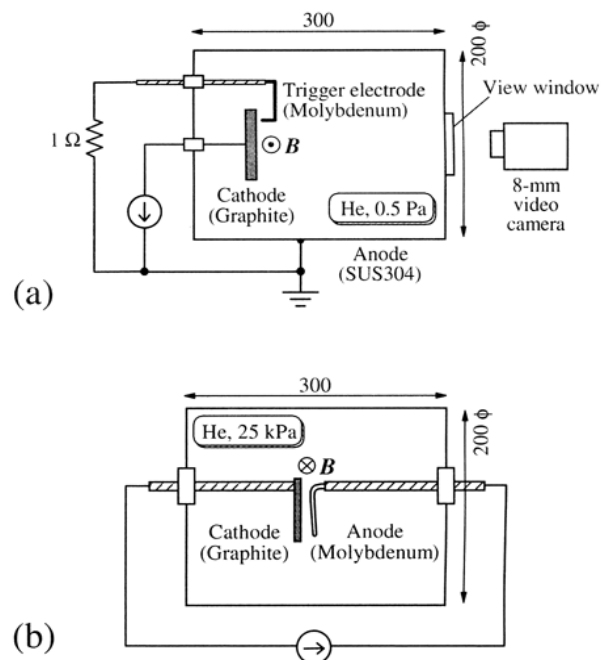 300
200 ϕ
Trigger electrode
(Molybdenum)
View window
1 Ω
B
Cathode
(Graphite)
He, 0.5 Pa
8-mm
video
camera
Anode
(SUS304)
(a)
300
200 ϕ
He, 25 kPa
B
Cathode
(Graphite)
Anode
(Molybdenum)
(b)